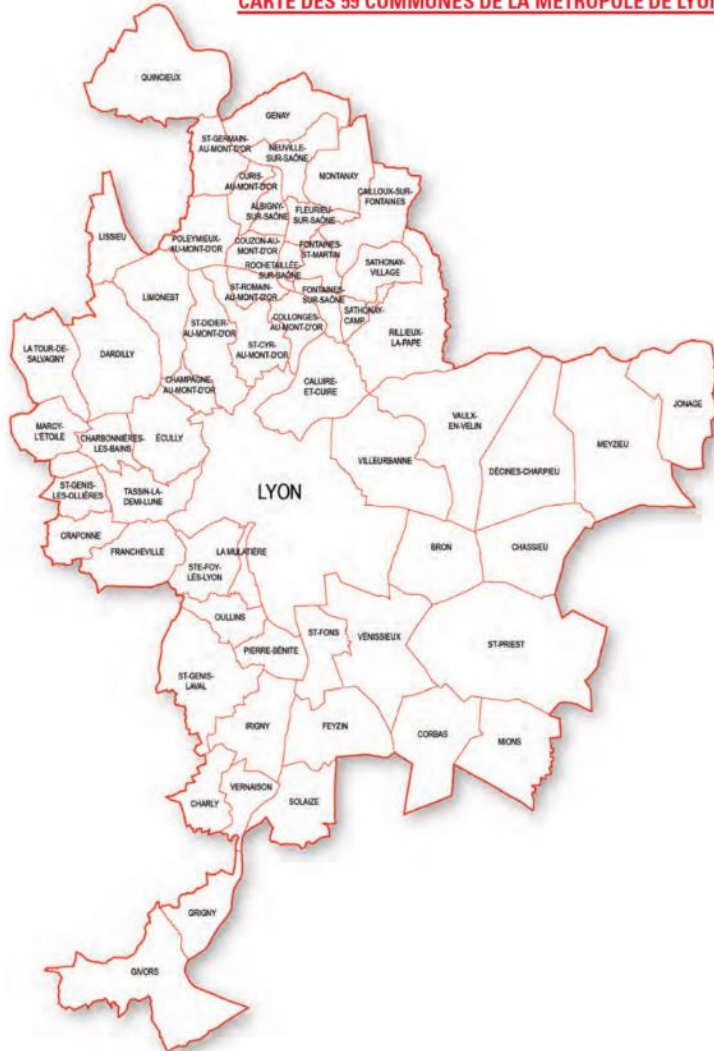 CARTE DES 59 COMMUNES DE LA MÉTROPOLE DE LYON
QUINCIEUX
GENAY
ST-GERMAIN-
AU-MONT-D'OR
NEUVILLE-
SUR-SAÔNE
MONTANAY
CURIS-
AU-MONT-D'OR
CAILLOUX-SUR-
FONTAINES
ALBIGNY-
SUR-SAÔNE
FLEURIEU-
SUR-SAÔNE
LISSIEU
POLEYMIEUX-
AU-MONT-D'OR
COUZON-AU-
MONT-D'OR
FONTAINES-
ST-MARTIN
ROCHETAILLÉE-
SUR-SAÔNE
SATHONAY-
VILLAGE
LIMONEST
ST-ROMAIN-
AU-MONT-D'OR
FONTAINES-
SUR-SAÔNE
ST-DIDIER-
AU-MONT-D'OR
COLLONGES-
AU-MONT-D'OR
SATHONAY-
CAMP
RILLIEUX-
LA-PAPE
LA TOUR-DE-
SALVAGNY
DARDILLY
ST-CYR-
AU-MONT-D'OR
CHAMPAGNE-
AU-MONT-D'OR
CALUIRE-
ET-CUIRE
JONAGE
MARCY-
L'ÉTOILE
CHARBONNIÈRES-
LES-BAINS
ÉCULLY
VAULX-
EN-VELIN
MEYZIEU
VILLEURBANNE
DÉCINES-CHARPIEU
ST-GENIS-
LES-OLLIÈRES
TASSIN-LA-
DEMI-LUNE
LYON
CRAPONNE
FRANCHEVILLE
LA MULATIÈRE
BRON
CHASSIEU
STE-FOY-
LÈS-LYON
OULLINS
PIERRE-BÉNITE
ST-FONS
VÉNISSIEUX
ST-PRIEST
ST-GENIS-
LAVAL
IRIGNY
FEYZIN
CORBAS
MIONS
CHARLY
VERNAISON
SOLAIZE
GRIGNY
GIVORS